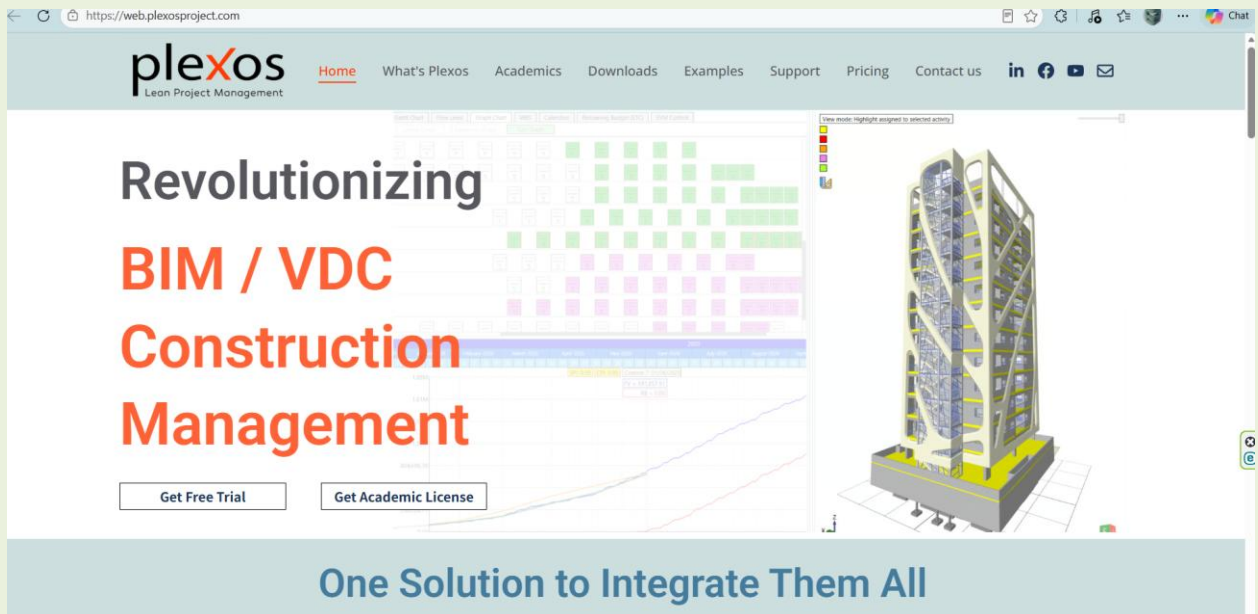 https://web.plexosproject.com
Chat
plexos
Lean Project Management
Home What's Plexos Academics Downloads Examples Support Pricing Contact us
View mode: Highlight assigned to selected activity
Revolutionizing
BIM / VDC
Construction
Management
Get Free Trial Get Academic License
One Solution to Integrate Them All